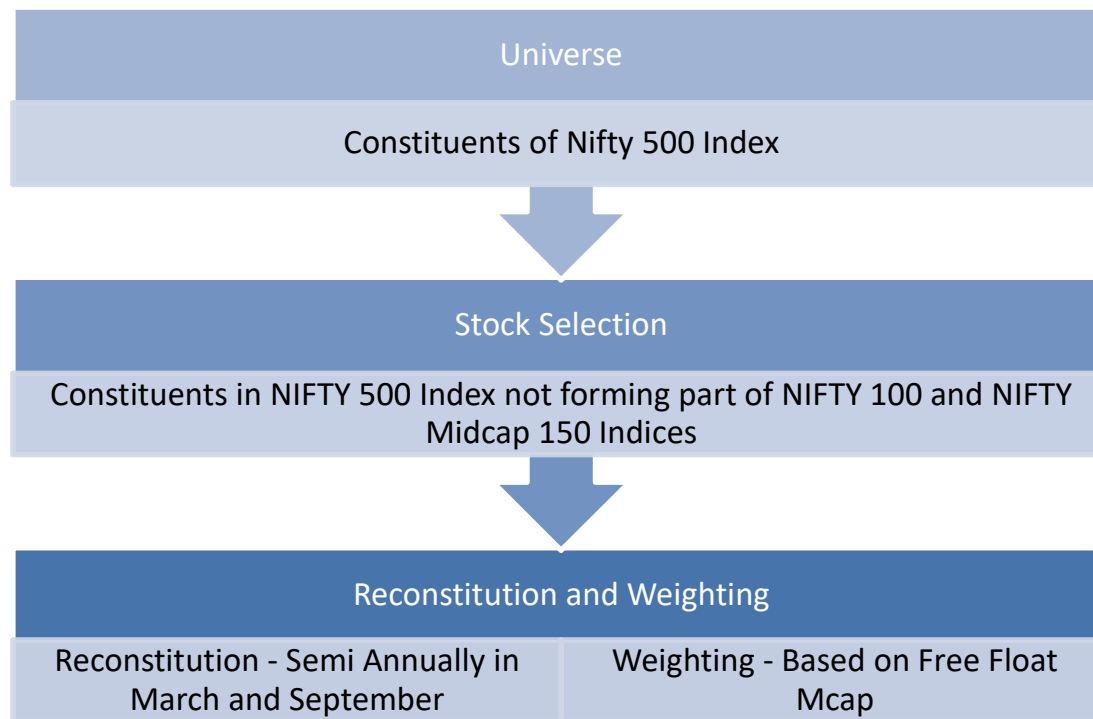 Universe
Constituents of Nifty 500 Index
Stock Selection
Constituents in NIFTY 500 Index not forming part of NIFTY 100 and NIFTY
Midcap 150 Indices
Reconstitution and Weighting
Reconstitution - Semi Annually in
March and September
Weighting - Based on Free Float
Mcap